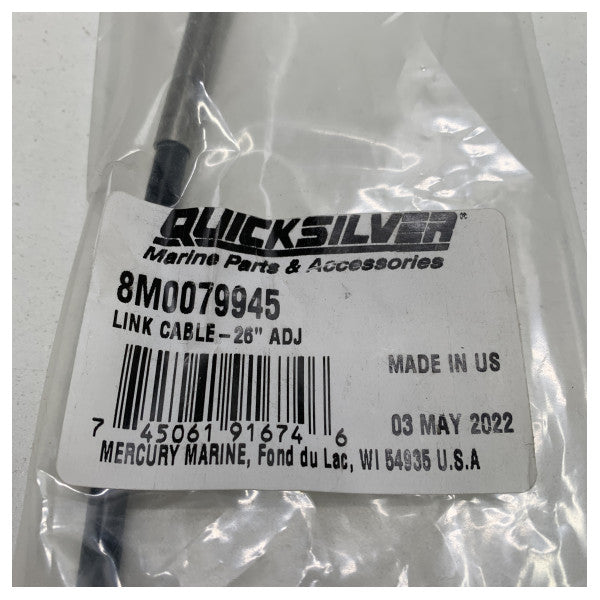 QUICKSILVER®
Marine Parts & Accessories
8M0079945
LINK CABLE-26" ADJ
MADE IN US
7 45061 91674 6
03 MAY 2022
MERCURY MARINE, Fond du Lac, WI 54935 U.S.A